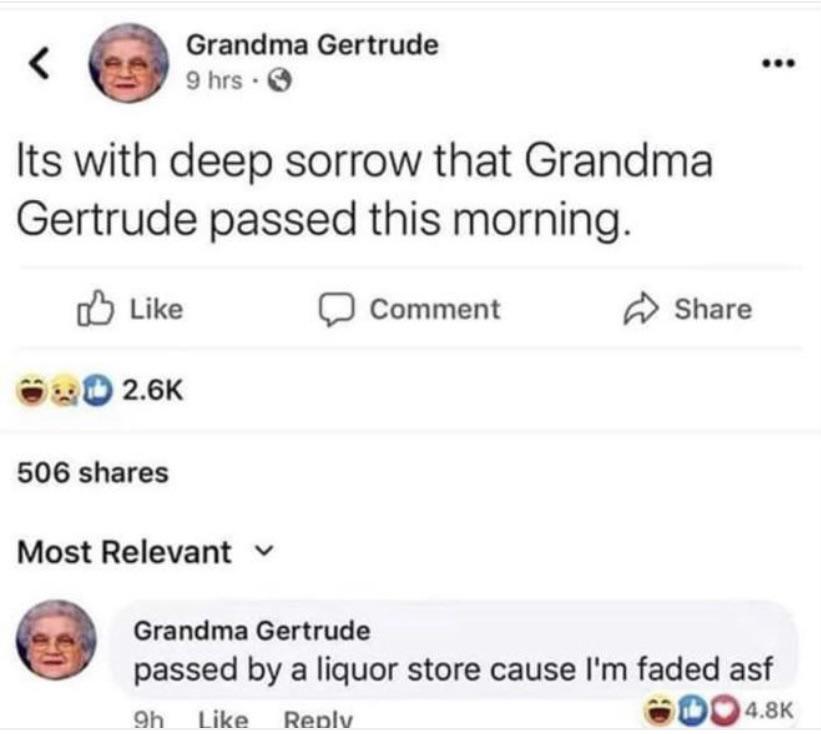 Grandma Gertrude
9 hrs ·
Its with deep sorrow that Grandma
Gertrude passed this morning.
Like Comment Share
2.6K
506 shares
Most Relevant
Grandma Gertrude
passed by a liquor store cause I'm faded asf
9h Like Reply 4.8K